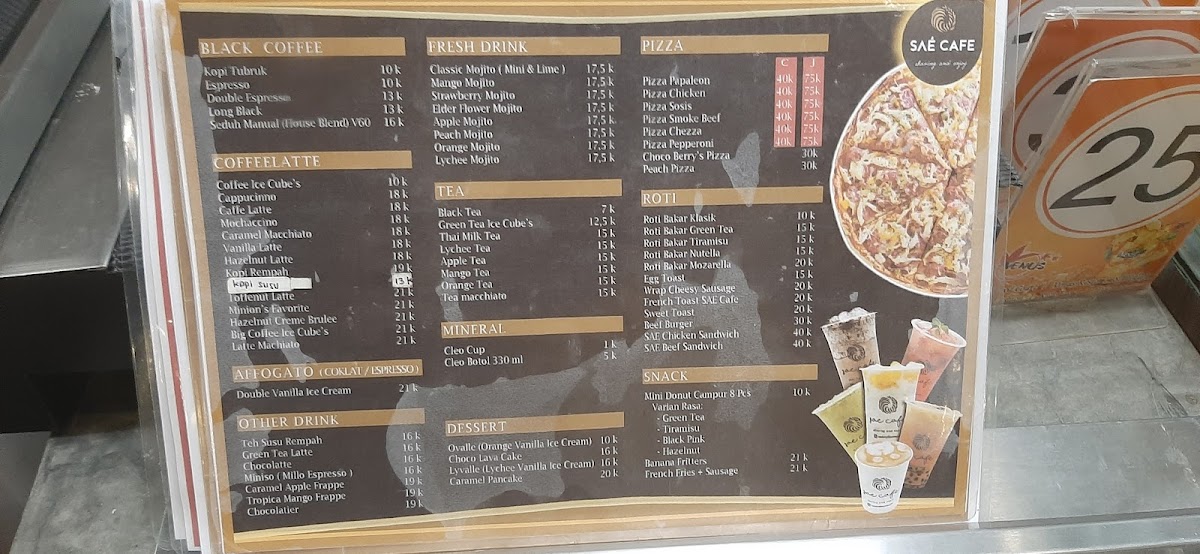 BLACK COFFEE
Kopi Tubruk 10 k
Espresso 10 k
Double Espresso 13 k
Long Black 13 k
Seduh Manual (House Blend) V60 16 k
COFFEELATTE
Coffee Ice Cube's 10 k
Cappucinno 18 k
Caffe Latte 18 k
Mochaccino 18 k
Caramel Macchiato 18 k
Vanilla Latte 18 k
Hazelnut Latte 18 k
Kopi Rempah 19 k
kopi susu 13
Toffenut Latte 21 k
Minion's Favorite 21 k
Hazelnut Creme Brulee 21 k
Big Coffee Ice Cube's 21 k
Latte Machiato 21 k
AFFOGATO (COKLAT / ESPRESSO)
Double Vanilla Ice Cream 21 k
OTHER DRINK
Teh Susu Rempah 16 k
Green Tea Latte 16 k
Chocolatte 16 k
Miniso ( Millo Espresso ) 16 k
Caramel Apple Frappe 19 k
Tropica Mango Frappe 19 k
Chocolatier 19 k
FRESH DRINK
Classic Mojito ( Mini & Lime ) 17,5 k
Mango Mojito 17,5 k
Strawberry Mojito 17,5 k
Elder Flower Mojito 17,5 k
Apple Mojito 17,5 k
Peach Mojito 17,5 k
Orange Mojito 17,5 k
Lychee Mojito 17,5 k
TEA
Black Tea 7 k
Green Tea Ice Cube's 12,5 k
Thai Milk Tea 15 k
Lychee Tea 15 k
Apple Tea 15 k
Mango Tea 15 k
Orange Tea 15 k
Tea macchiato 15 k
MINERAL
Cleo Cup 1 k
Cleo Botol 330 ml 5 k
DESSERT
Ovalle (Orange Vanilla Ice Cream) 10 k
Choco Lava Cake 16 k
Lyvalle (Lychee Vanilla Ice Cream) 16 k
Caramel Pancake 20 k
PIZZA
C J
Pizza Papaleon 40k 75k
Pizza Chicken 40k 75k
Pizza Sosis 40k 75k
Pizza Smoke Beef 40k 75k
Pizza Chezza 40k 75k
Pizza Pepperoni 40k 75k
Choco Berry's Pizza 30k
Peach Pizza 30k
ROTI
Roti Bakar Klasik 10 k
Roti Bakar Green Tea 15 k
Roti Bakar Tiramisu 15 k
Roti Bakar Nutella 15 k
Roti Bakar Mozarella 20 k
Egg Toast 15 k
Wrap Cheesy Sausage 20 k
French Toast SAE Cafe 20 k
Sweet Toast 20 k
Beef Burger 30 k
SAE Chicken Sandwich 40 k
SAE Beef Sandwich 40 k
SNACK
Mini Donut Campur 8 Pcs 10 k
Varian Rasa:
- Green Tea
- Tiramisu
- Black Pink
- Hazelnut
Banana Fritters 21 k
French Fries + Sausage 21 k
SAÉ CAFE
sharing and enjoy
sae cafe
sae cafe
sae cafe
25
VENUS